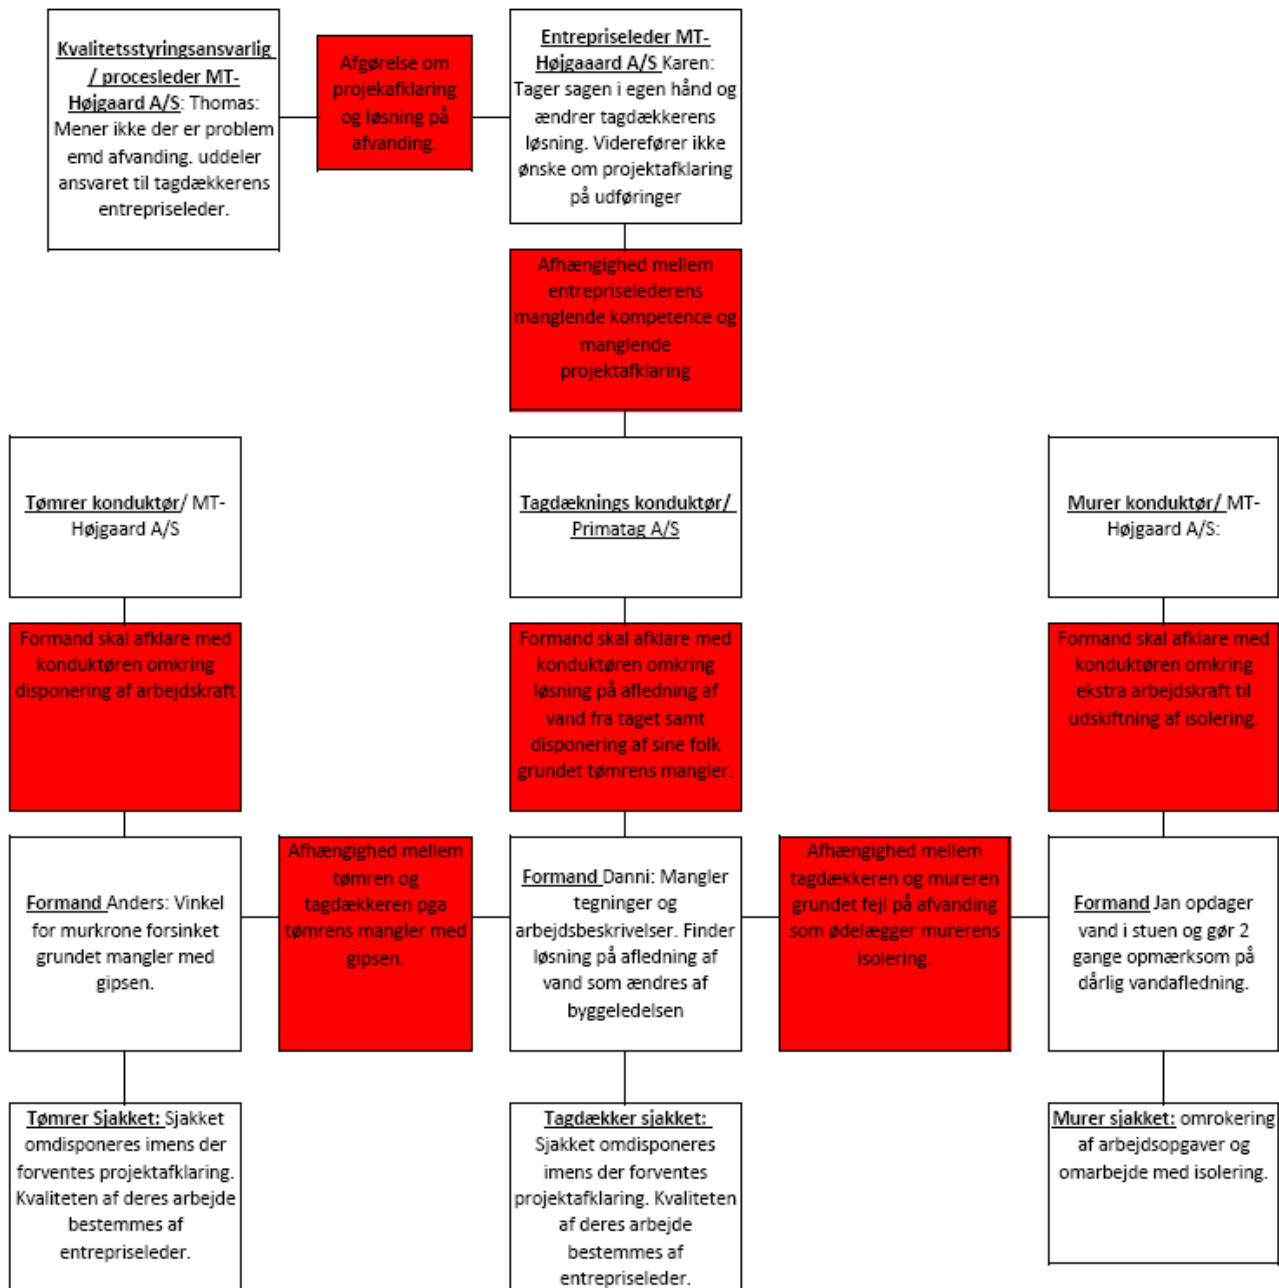 Kvalitetsstyringsansvarlig
/ procesleder MT-
Højgaard A/S: Thomas:
Mener ikke der er problem
emd afvanding. uddeler
ansvaret til tagdækkerens
entrepriseleder.
Afgørelse om
projekafklaring
og løsning på
afvanding.
Entrepriseleder MT-
Højgaaard A/S Karen:
Tager sagen i egen hånd og
ændrer tagdækkerens
løsning. Viderefører ikke
ønske om projektafklaring
på udføringer
Afhængighed mellem
entrepriselederens
manglende kompetence og
manglende
projektafklaring
Tømrer konduktør/ MT-
Højgaard A/S
Tagdæknings konduktør/
Primatag A/S
Murer konduktør/ MT-
Højgaard A/S:
Formand skal afklare med
konduktøren omkring
disponering af arbejdskraft
Formand skal afklare med
konduktøren omkring
løsning på afledning af
vand fra taget samt
disponering af sine folk
grundet tømrens mangler.
Formand skal afklare med
konduktøren omkring
ekstra arbejdskraft til
udskiftning af isolering.
Formand Anders: Vinkel
for murkrone forsinket
grundet mangler med
gipsen.
Afhængighed mellem
tømren og
tagdækkeren pga
tømrens mangler med
gipsen.
Formand Danni: Mangler
tegninger og
arbejdsbeskrivelser. Finder
løsning på afledning af
vand som ændres af
byggeledelsen
Afhængighed mellem
tagdækkeren og mureren
grundet fejl på afvanding
som ødelægger murerens
isolering.
Formand Jan opdager
vand i stuen og gør 2
gange opmærksom på
dårlig vandafledning.
Tømrer Sjakket: Sjakket
omdisponeres imens der
forventes projektafklaring.
Kvaliteten af deres arbejde
bestemmes af
entrepriseleder.
Tagdækker sjakket:
Sjakket omdisponeres
imens der forventes
projektafklaring. Kvaliteten
af deres arbejde
bestemmes af
entrepriseleder.
Murer sjakket: omrokering
af arbejdsopgaver og
omarbejde med isolering.